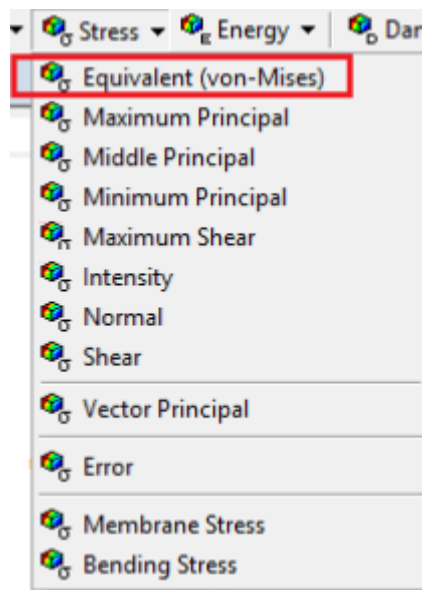 Stress Energy Dam
Equivalent (von-Mises)
Maximum Principal
Middle Principal
Minimum Principal
Maximum Shear
Intensity
Normal
Shear
Vector Principal
Error
Membrane Stress
Bending Stress